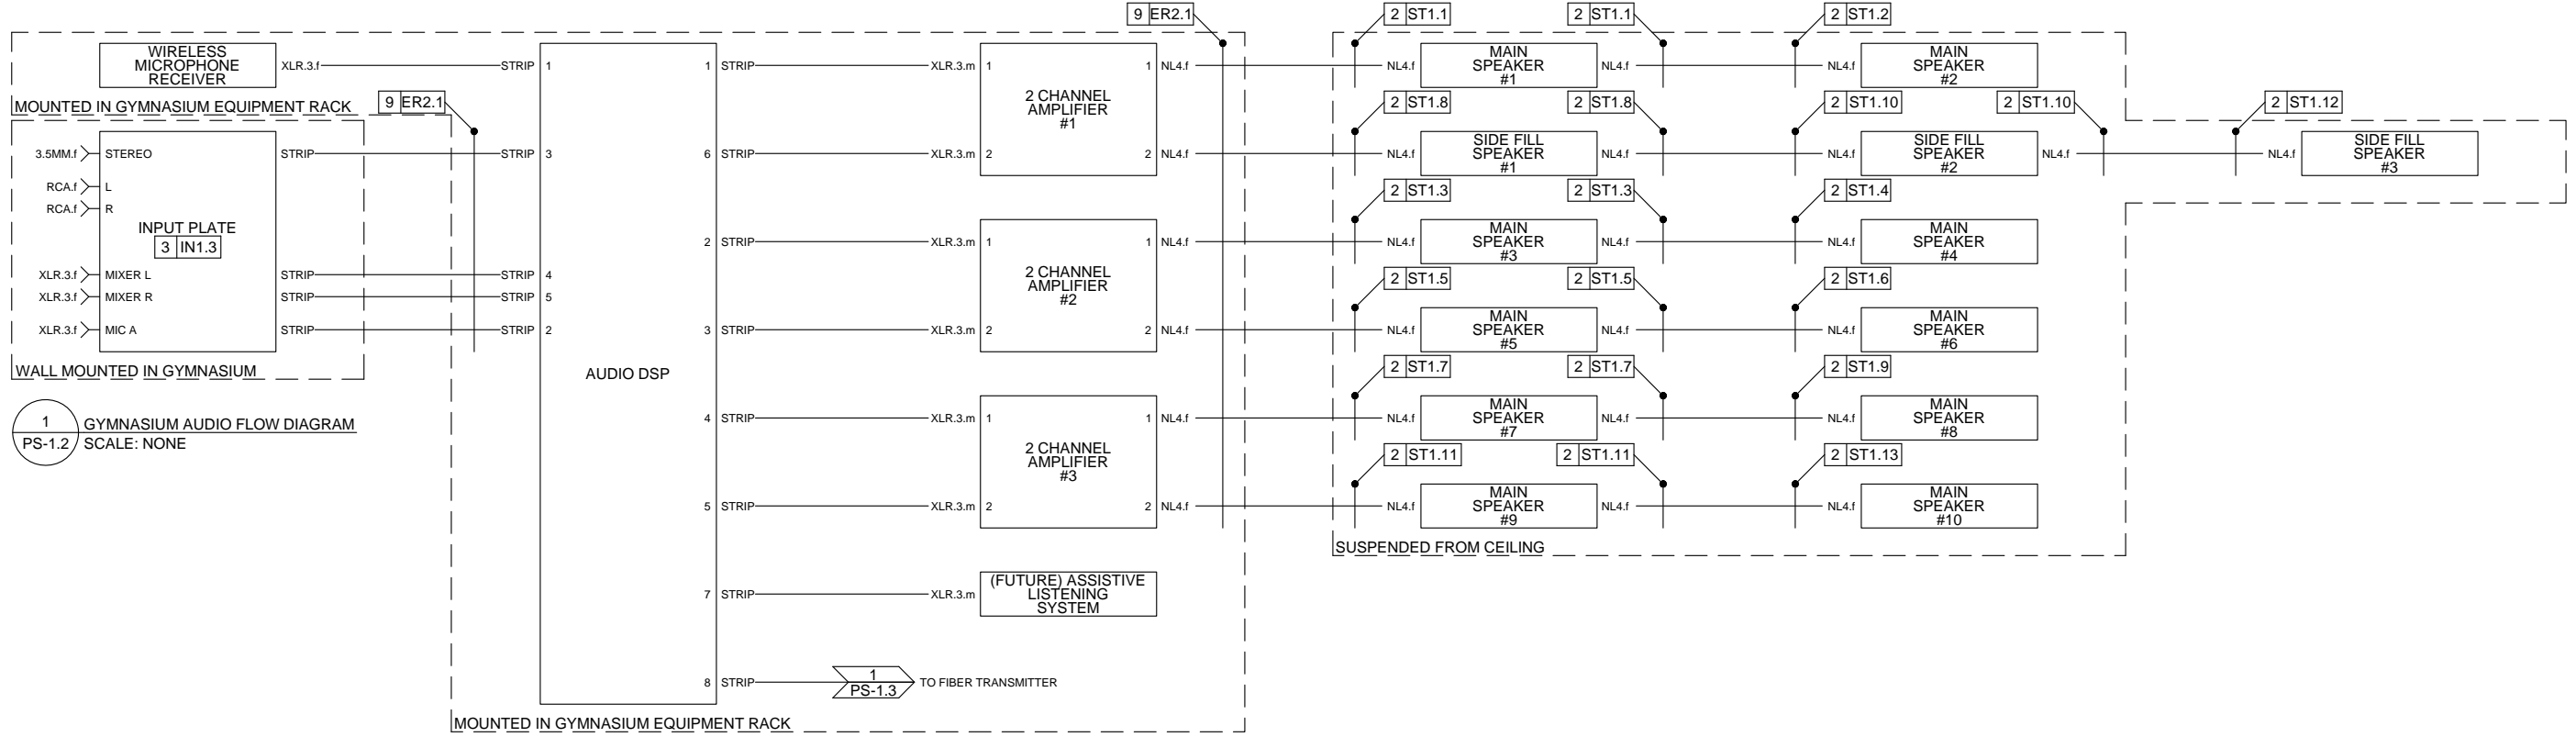 9 ER2.1
2 ST1.1
2 ST1.1
2 ST1.2
WIRELESS
MICROPHONE
RECEIVER
XLR.3.f
STRIP 1
1 STRIP
XLR.3.m 1
1 NL4.f
NL4.f
MAIN
SPEAKER
#1
NL4.f
NL4.f
MAIN
SPEAKER
#2
MOUNTED IN GYMNASIUM EQUIPMENT RACK
9 ER2.1
2 CHANNEL
AMPLIFIER
#1
2 ST1.8
2 ST1.8
2 ST1.10
2 ST1.10
2 ST1.12
3.5MM.f
STEREO
STRIP
STRIP 3
6 STRIP
XLR.3.m 2
2 NL4.f
NL4.f
SIDE FILL
SPEAKER
#1
NL4.f
NL4.f
SIDE FILL
SPEAKER
#2
NL4.f
NL4.f
SIDE FILL
SPEAKER
#3
RCA.f
L
RCA.f
R
2 ST1.3
2 ST1.3
2 ST1.4
INPUT PLATE
3 IN1.3
2 STRIP
XLR.3.m 1
1 NL4.f
NL4.f
MAIN
SPEAKER
#3
NL4.f
NL4.f
MAIN
SPEAKER
#4
XLR.3.f
MIXER L
STRIP
STRIP 4
XLR.3.f
MIXER R
STRIP
STRIP 5
2 CHANNEL
AMPLIFIER
#2
2 ST1.5
2 ST1.5
2 ST1.6
XLR.3.f
MIC A
STRIP
STRIP 2
3 STRIP
XLR.3.m 2
2 NL4.f
NL4.f
MAIN
SPEAKER
#5
NL4.f
NL4.f
MAIN
SPEAKER
#6
WALL MOUNTED IN GYMNASIUM
AUDIO DSP
2 ST1.7
2 ST1.7
2 ST1.9
1
PS-1.2
GYMNASIUM AUDIO FLOW DIAGRAM
SCALE: NONE
4 STRIP
XLR.3.m 1
1 NL4.f
NL4.f
MAIN
SPEAKER
#7
NL4.f
NL4.f
MAIN
SPEAKER
#8
2 CHANNEL
AMPLIFIER
#3
2 ST1.11
2 ST1.11
2 ST1.13
5 STRIP
XLR.3.m 2
2 NL4.f
NL4.f
MAIN
SPEAKER
#9
NL4.f
NL4.f
MAIN
SPEAKER
#10
SUSPENDED FROM CEILING
7 STRIP
XLR.3.m
(FUTURE) ASSISTIVE
LISTENING
SYSTEM
8 STRIP
1
PS-1.3
TO FIBER TRANSMITTER
MOUNTED IN GYMNASIUM EQUIPMENT RACK